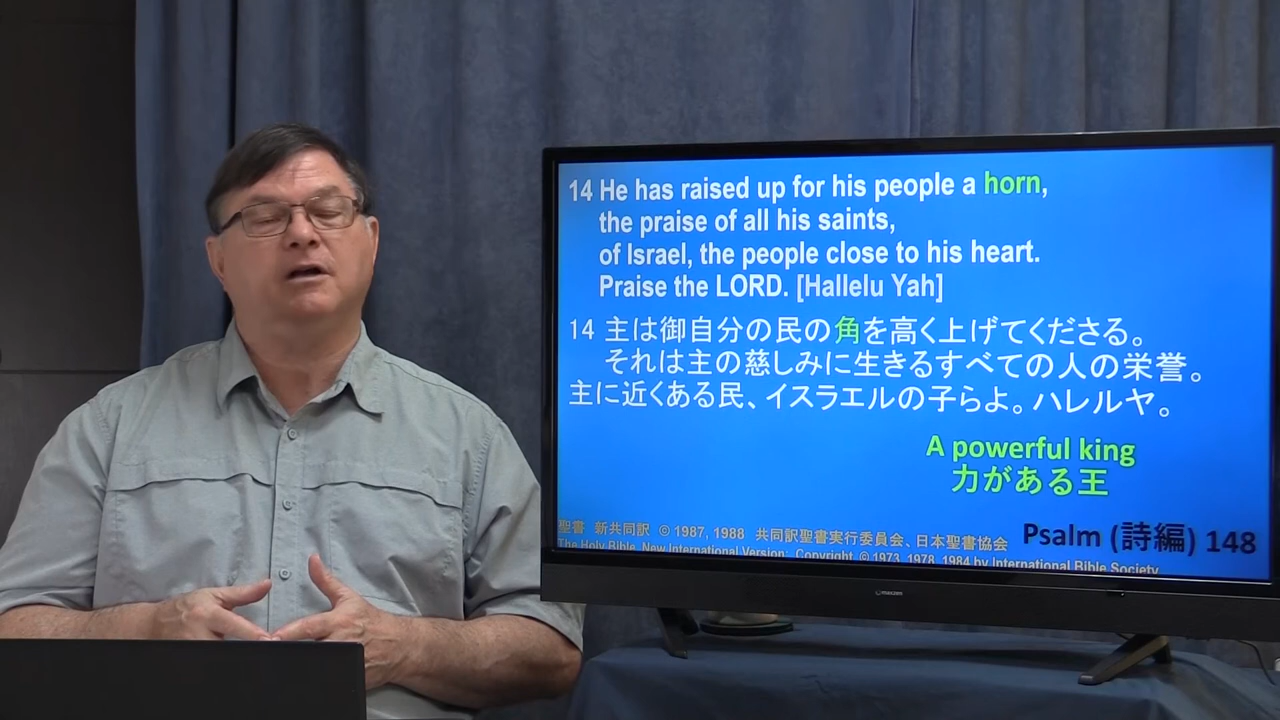 14 He has raised up for his people a horn,
the praise of all his saints,
of Israel, the people close to his heart.
Praise the LORD. [Hallelu Yah]
14 主は御自分の民の角を高く上げてくださる。
それは主の慈しみに生きるすべての人の栄誉。
主に近くある民、イスラエルの子らよ。ハレルヤ。
A powerful king
力がある王
聖書 新共同訳 © 1987, 1988 共同訳聖書実行委員会、日本聖書協会
The Holy Bible, New International Version; Copyright © 1973, 1978, 1984 by International Bible Society
Psalm (詩編) 148
maxzen